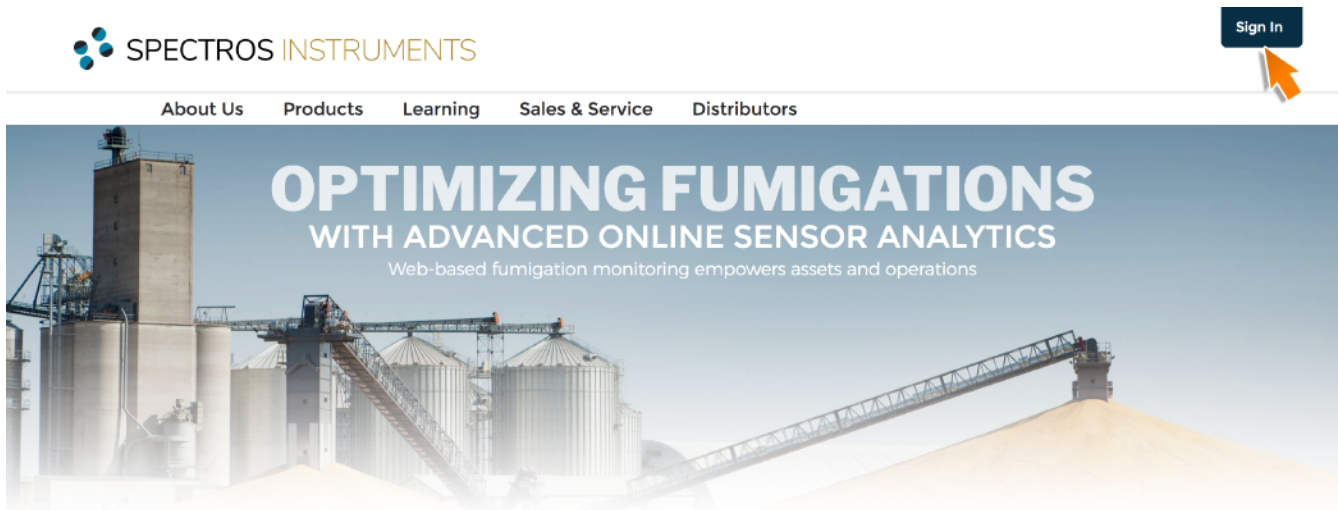 Sign In
SPECTROS INSTRUMENTS
About Us Products Learning Sales & Service Distributors
OPTIMIZING FUMIGATIONS
WITH ADVANCED ONLINE SENSOR ANALYTICS
Web-based fumigation monitoring empowers assets and operations